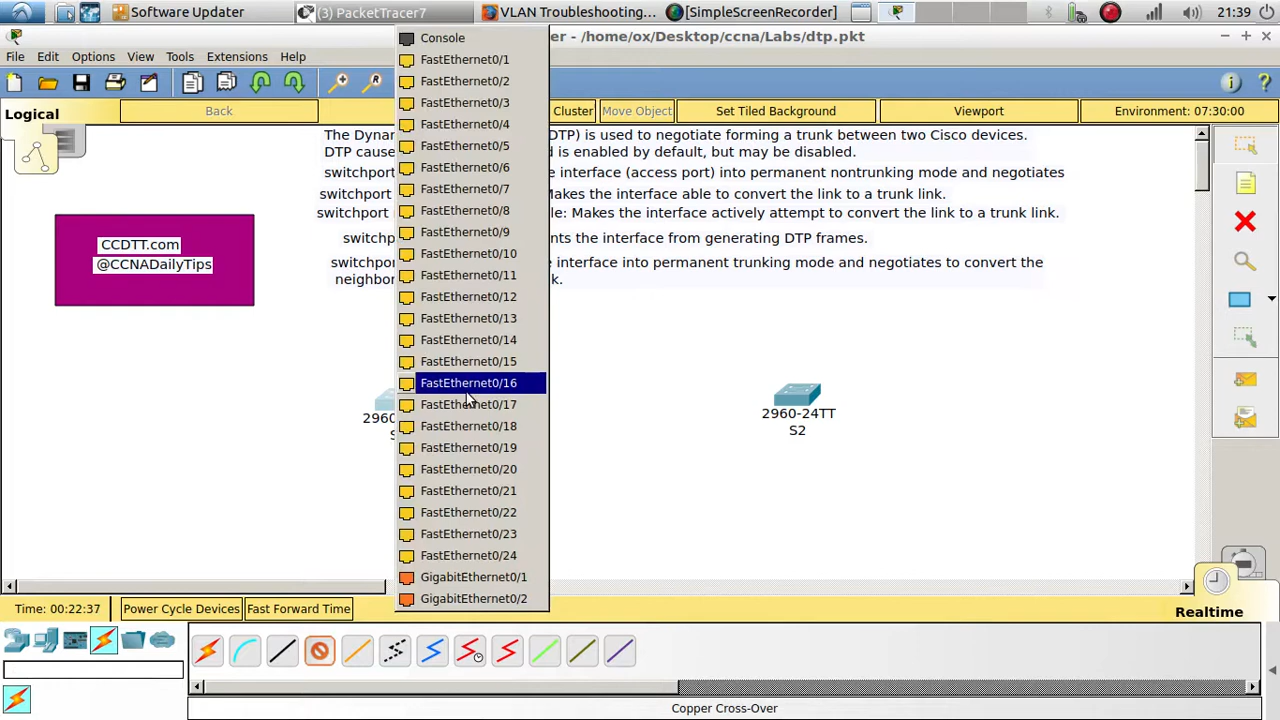 Software Updater
(3) PacketTracer7
VLAN Troubleshooting...
[SimpleScreenRecorder]
21:39
er - /home/ox/Desktop/ccna/Labs/dtp.pkt
File Edit Options View Tools Extensions Help
Logical
Back
Cluster
Move Object
Set Tiled Background
Viewport
Environment: 07:30:00
The Dynam
DTP) is used to negotiate forming a trunk between two Cisco devices.
DTP cause
d is enabled by default, but may be disabled.
switchpor
e interface (access port) into permanent nontrunking mode and negotiates
switchport
Makes the interface able to convert the link to a trunk link.
switchport
le: Makes the interface actively attempt to convert the link to a trunk link.
switchp
nts the interface from generating DTP frames.
switchpor
e interface into permanent trunking mode and negotiates to convert the
neighbor
k.
CCDTT.com
@CCNADailyTips
Console
FastEthernet0/1
FastEthernet0/2
FastEthernet0/3
FastEthernet0/4
FastEthernet0/5
FastEthernet0/6
FastEthernet0/7
FastEthernet0/8
FastEthernet0/9
FastEthernet0/10
FastEthernet0/11
FastEthernet0/12
FastEthernet0/13
FastEthernet0/14
FastEthernet0/15
FastEthernet0/16
FastEthernet0/17
FastEthernet0/18
FastEthernet0/19
FastEthernet0/20
FastEthernet0/21
FastEthernet0/22
FastEthernet0/23
FastEthernet0/24
GigabitEthernet0/1
GigabitEthernet0/2
2960
2960-24TT
S2
Time: 00:22:37
Power Cycle Devices
Fast Forward Time
Realtime
Copper Cross-Over